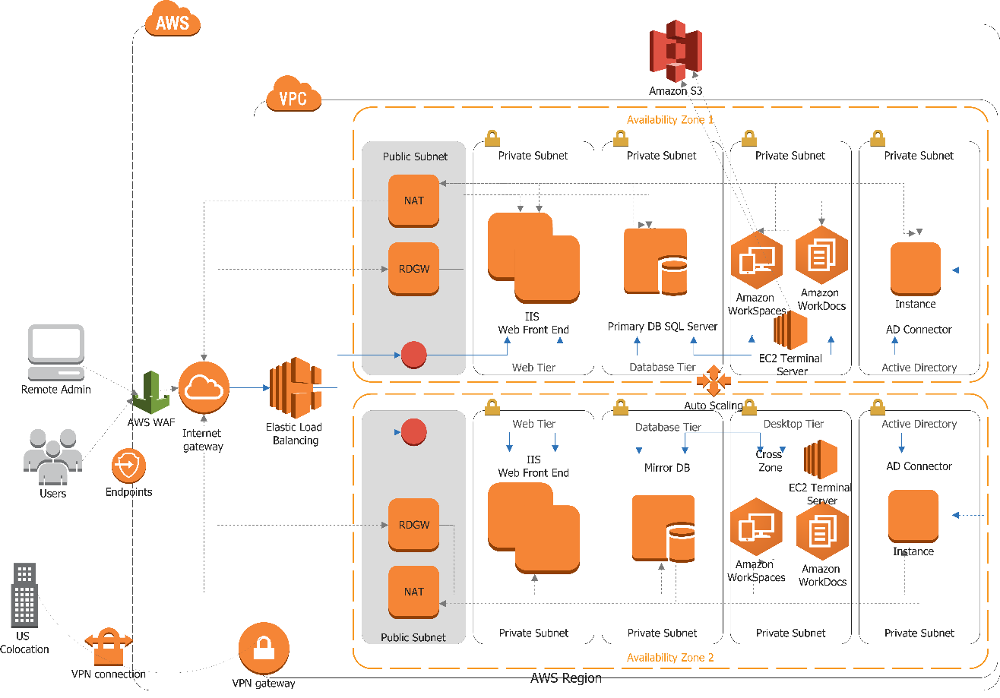 AWS
VPC
Amazon S3
Availability Zone 1
Public Subnet
Private Subnet
Private Subnet
Private Subnet
Private Subnet
NAT
RDGW
IIS
Web Front End
Primary DB SQL Server
Amazon
WorkSpaces
Amazon
WorkDocs
EC2 Terminal
Server
Instance
AD Connector
Web Tier
Database Tier
Active Directory
Remote Admin
AWS WAF
Internet
gateway
Elastic Load
Balancing
Auto Scaling
Users
Endpoints
Web Tier
Database Tier
Desktop Tier
Active Directory
IIS
Web Front End
Mirror DB
Cross
Zone
EC2 Terminal
Server
AD Connector
RDGW
NAT
Amazon
WorkSpaces
Amazon
WorkDocs
Instance
Public Subnet
Private Subnet
Private Subnet
Private Subnet
Private Subnet
Availability Zone 2
US
Colocation
VPN connection
VPN gateway
AWS Region